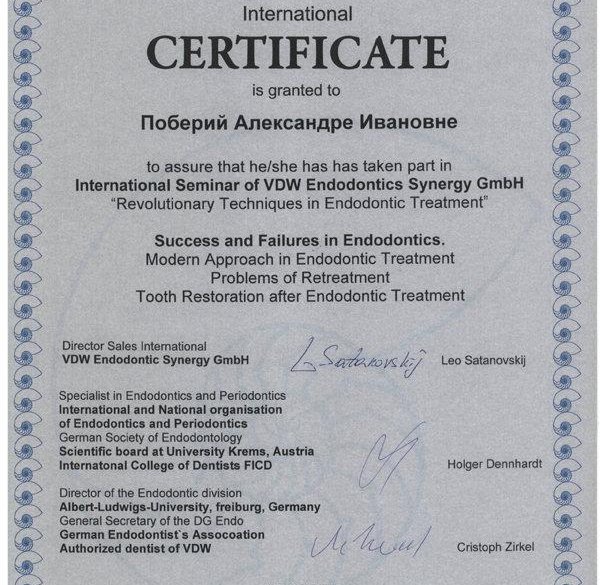 International
CERTIFICATE
is granted to
Поберий Александре Ивановне
to assure that he/she has has taken part in
International Seminar of VDW Endodontics Synergy GmbH
“Revolutionary Techniques in Endodontic Treatment”
Success and Failures in Endodontics.
Modern Approach in Endodontic Treatment
Problems of Retreatment
Tooth Restoration after Endodontic Treatment
Director Sales International
VDW Endodontic Synergy GmbH
L Satanovskij
Leo Satanovskij
Specialist in Endodontics and Periodontics
International and National organisation
of Endodontics and Periodontics
German Society of Endodontology
Scientific board at University Krems, Austria
Internatonal College of Dentists FICD
Holger Dennhardt
Director of the Endodontic division
Albert-Ludwigs-University, freiburg, Germany
General Secretary of the DG Endo
German Endodontist`s Assocoation
Authorized dentist of VDW
Cristoph Zirkel